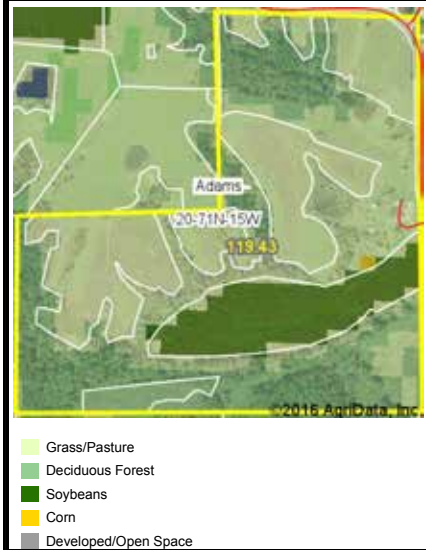 Adams
20-71N-15W
119.43
©2016 AgriData, Inc.
Grass/Pasture
Deciduous Forest
Soybeans
Corn
Developed/Open Space